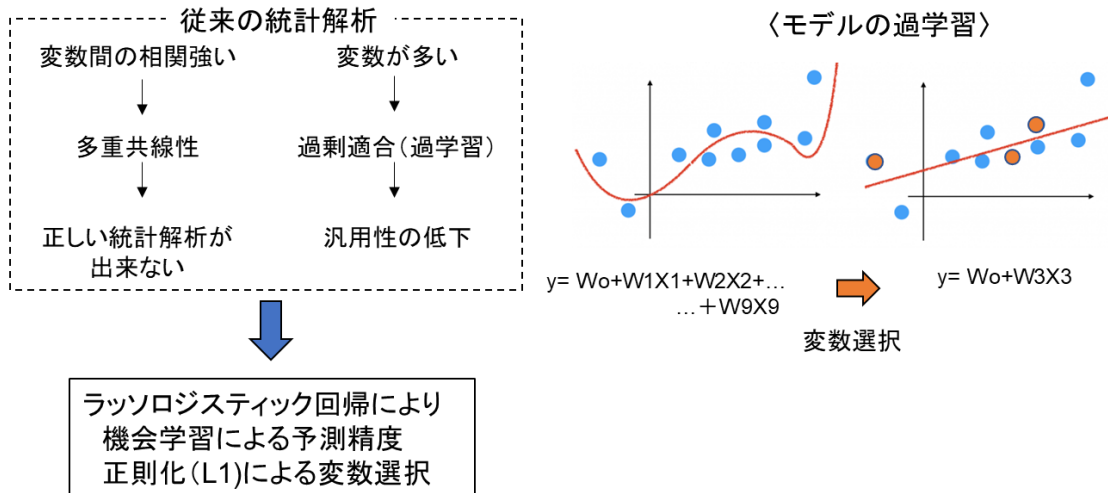 従来の統計解析
変数間の相関強い
変数が多い
多重共線性
過剰適合(過学習)
正しい統計解析が
出来ない
汎用性の低下
ラッソロジスティック回帰により
機会学習による予測精度
正則化(L1)による変数選択
〈モデルの過学習〉
y= Wo+W1X1+W2X2+…
…＋W9X9
変数選択
y= Wo+W3X3